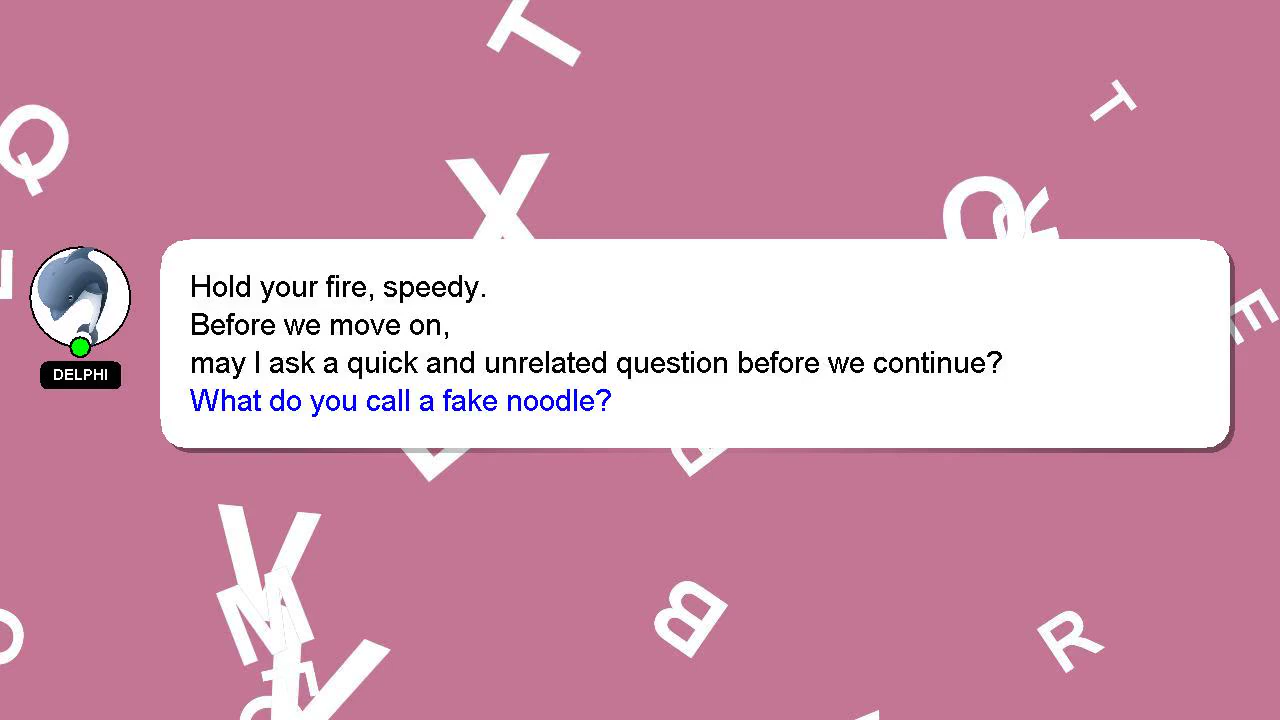 Hold your fire, speedy.
Before we move on,
may I ask a quick and unrelated question before we continue?
What do you call a fake noodle?
DELPHI
T
T
Q
X
Q
E
B
V
M
B
R
V